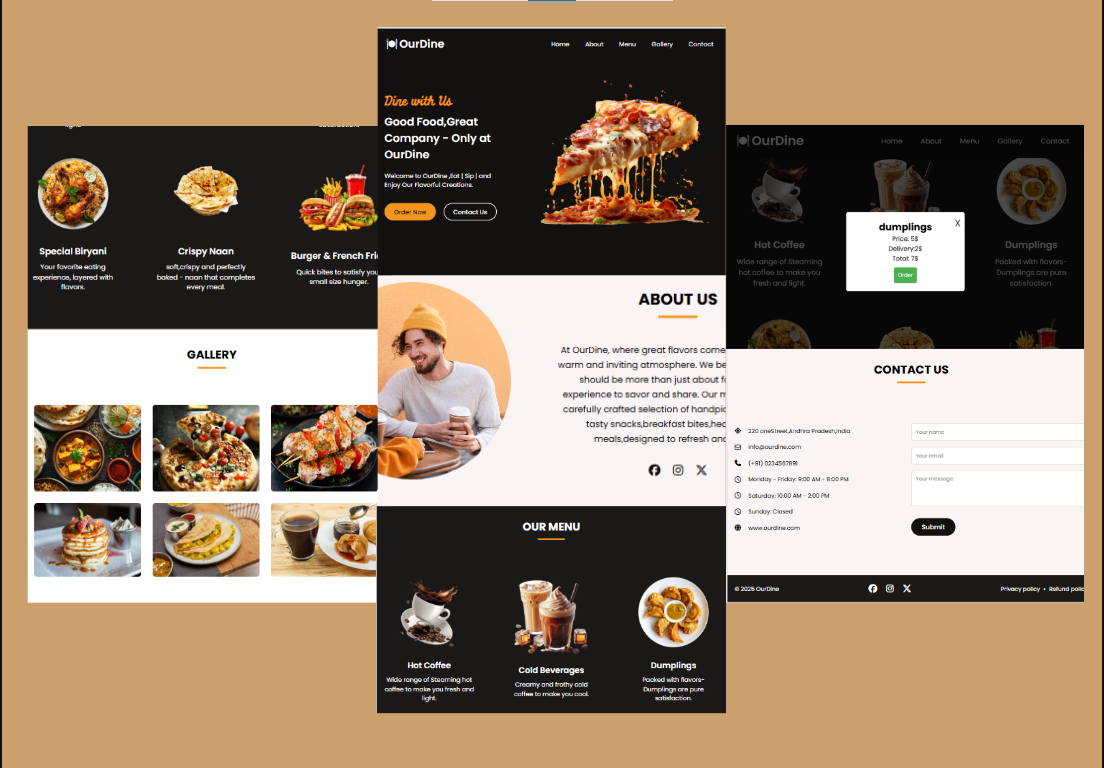 OurDine
Home About Menu Gallery Contact
Dine with Us
Good Food,Great
Company - Only at
OurDine
Welcome to OurDine ,Eat | Sip | and
Enjoy Our Flavorful Creations.
Order Now Contact Us
ABOUT US
At OurDine, where great flavors come
warm and inviting atmosphere. We be
should be more than just about f
experience to savor and share. Our m
carefully crafted selection of handpic
tasty snacks,breakfast bites,hea
meals,designed to refresh and
OUR MENU
Hot Coffee
Wide range of Steaming hot
coffee to make you fresh and
light.
Cold Beverages
Creamy and frothy cold
coffee to make you cool.
Dumplings
Packed with flavors-
Dumplings are pure
satisfaction.
Special Biryani
Your favorite eating
experience, layered with
flavors.
Crispy Naan
soft,crispy and perfectly
baked - naan that completes
every meal.
Burger & French Fri
Quick bites to satisfy you
small size hunger.
GALLERY
OurDine
Home About Menu Gallery Contact
Hot Coffee
Wide range of Steaming
hot coffee to make you
fresh and light.
dumplings
X
Price: 5$
Delivery:2$
Total: 7$
Order
Dumplings
Packed with flavors-
Dumplings are pure
satisfaction.
CONTACT US
220 oneStreet,Andhra Pradesh,India
info@ourdine.com
(+91) 0234567891
Monday - Friday: 9:00 AM - 8:00 PM
Saturday: 10:00 AM - 2:00 PM
Sunday: Closed
www.ourdine.com
Your name
Your email
Your message
Submit
© 2025 OurDine
Privacy policy • Refund polic